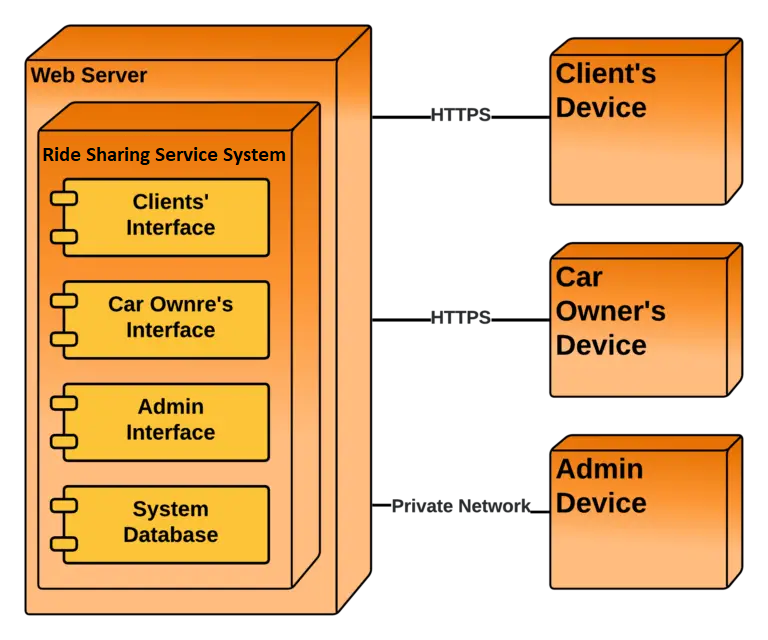 Web Server
Ride Sharing Service System
Clients'
Interface
Car Ownre's
Interface
Admin
Interface
System
Database
HTTPS
HTTPS
Private Network
Client's
Device
Car
Owner's
Device
Admin
Device